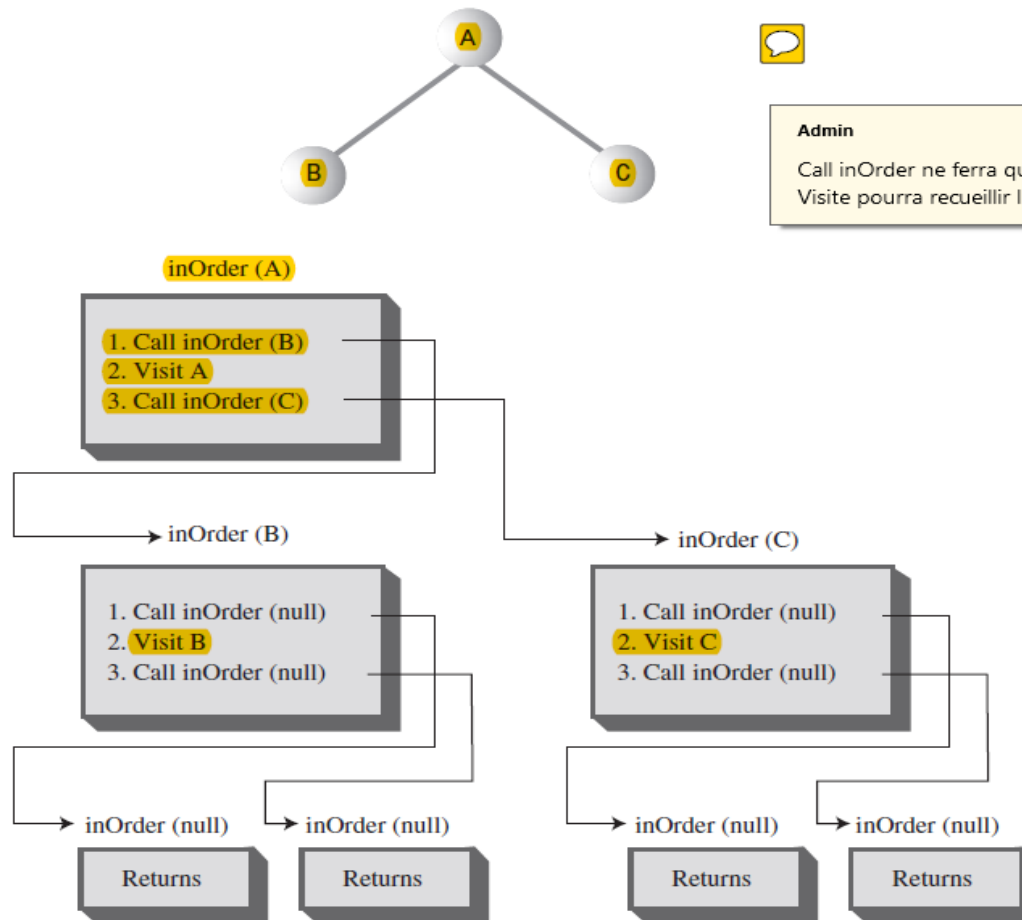 A
B
C
Admin
Call inOrder ne ferra
Visite pourra recueillir
inOrder (A)
1. Call inOrder (B)
2. Visit A
3. Call inOrder (C)
inOrder (B)
inOrder (C)
1. Call inOrder (null)
2. Visit B
3. Call inOrder (null)
1. Call inOrder (null)
2. Visit C
3. Call inOrder (null)
inOrder (null)
inOrder (null)
inOrder (null)
inOrder (null)
Returns
Returns
Returns
Returns